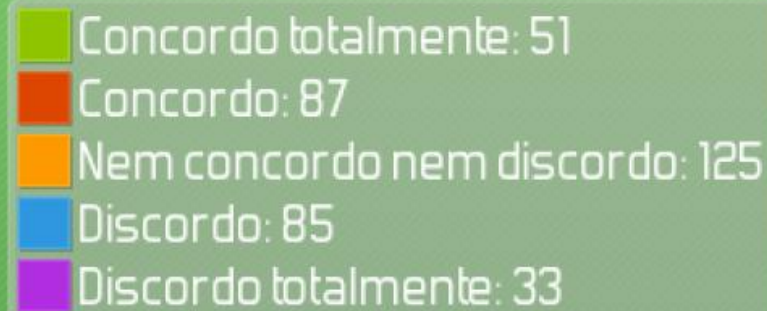 Concordo totalmente: 51
Concordo: 87
Nem concordo nem discordo: 125
Discordo: 85
Discordo totalmente: 33